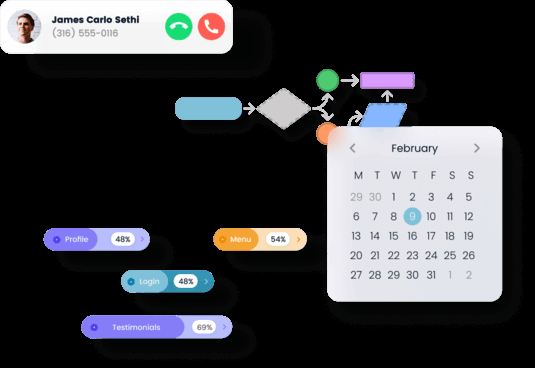 James Carlo Sethi
(316) 555-0116
February
M T W T F S S
29 30 1 2 3 4 5
6 7 8 9 10 11 12
13 14 15 16 17 18 19
20 21 22 23 24 25 26
27 28 29 30 31 1 2
Profile 48%
Menu 54%
Login 48%
Testimonials 69%